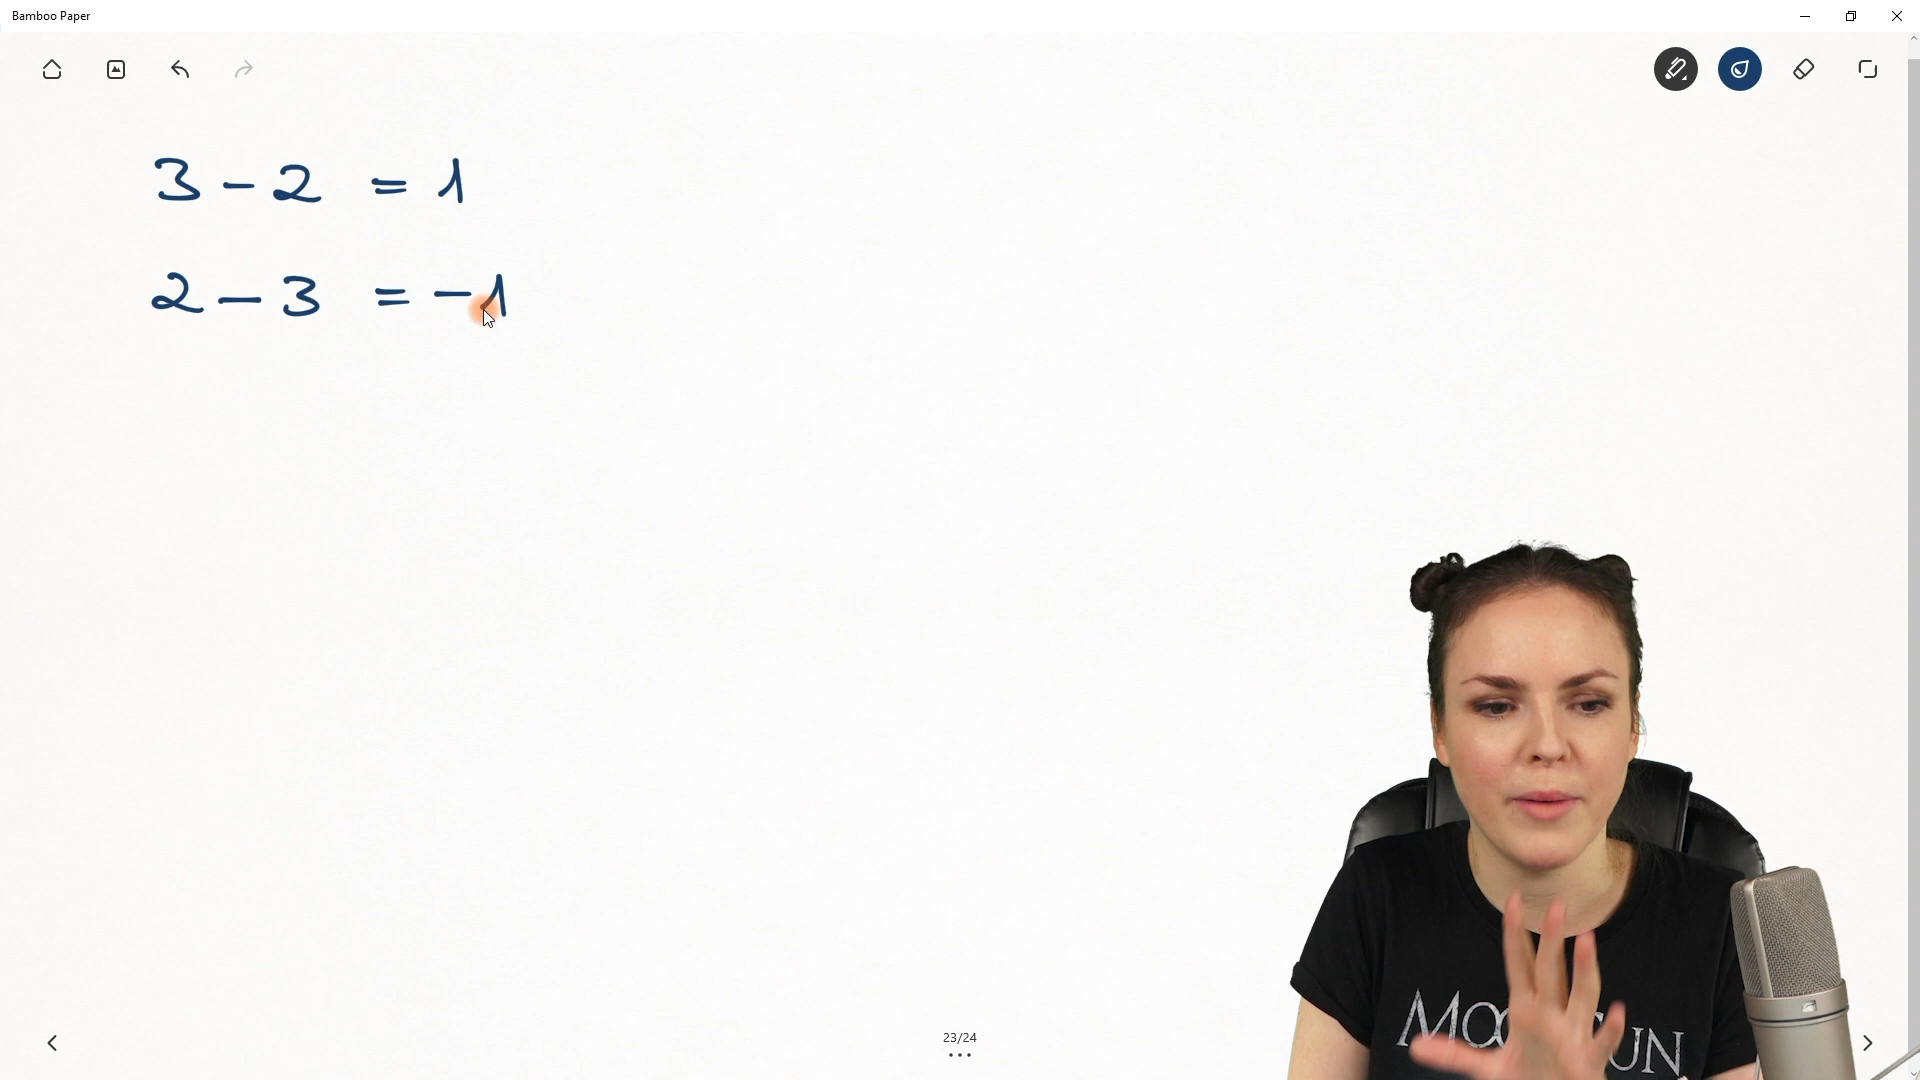 Bamboo Paper
3 - 2 = 1
2 - 3 = -1
23/24